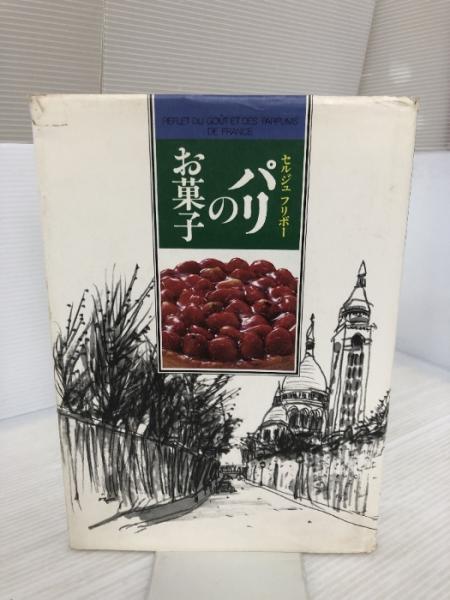 REFLET DU GOÛT ET DES PARFUMS
DE FRANCE
セルジュ フリボー
パリ
の
お菓子